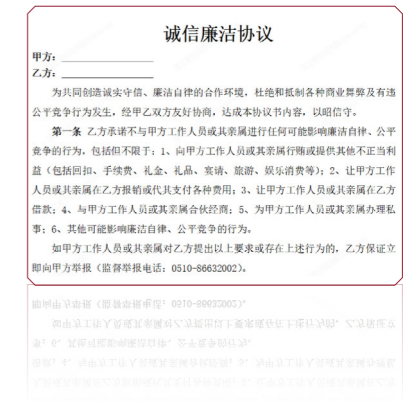 诚信廉洁协议
甲方：
乙方：
为共同创造诚实守信、廉洁自律的合作环境，杜绝和抵制各种商业舞弊及有违
公平竞争行为发生，经甲乙双方友好协商，达成本协议书内容，以昭信守。
第一条 乙方承诺不与甲方工作人员或其亲属进行任何可能影响廉洁自律、公平
竞争的行为，包括但不限于：1、向甲方工作人员或其亲属行贿或提供其他不正当利
益（包括回扣、手续费、礼金、礼品、宴请、旅游、娱乐消费等）；2、让甲方工作
人员或其亲属在乙方报销或代其支付各种费用；3、让甲方工作人员或其亲属在乙方
借款；4、与甲方工作人员或其亲属合伙经商；5、为甲方工作人员或其亲属办理私
事；6、其他可能影响廉洁自律、公平竞争的行为。
如甲方工作人员或其亲属对乙方提出以上要求或存在上述行为的，乙方保证立
即向甲方举报（监督举报电话：0510-86632002）。